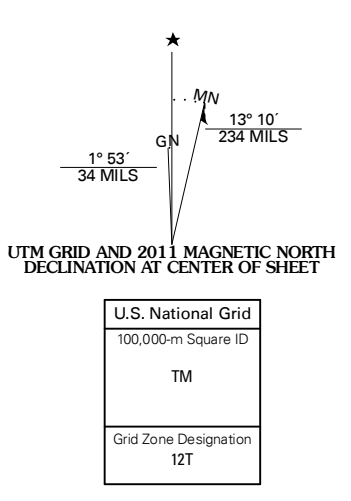 MN
13° 10´
234 MILS
GN
1° 53´
34 MILS
UTM GRID AND 2011 MAGNETIC NORTH
DECLINATION AT CENTER OF SHEET
U.S. National Grid
100,000-m Square ID
TM
Grid Zone Designation
12T